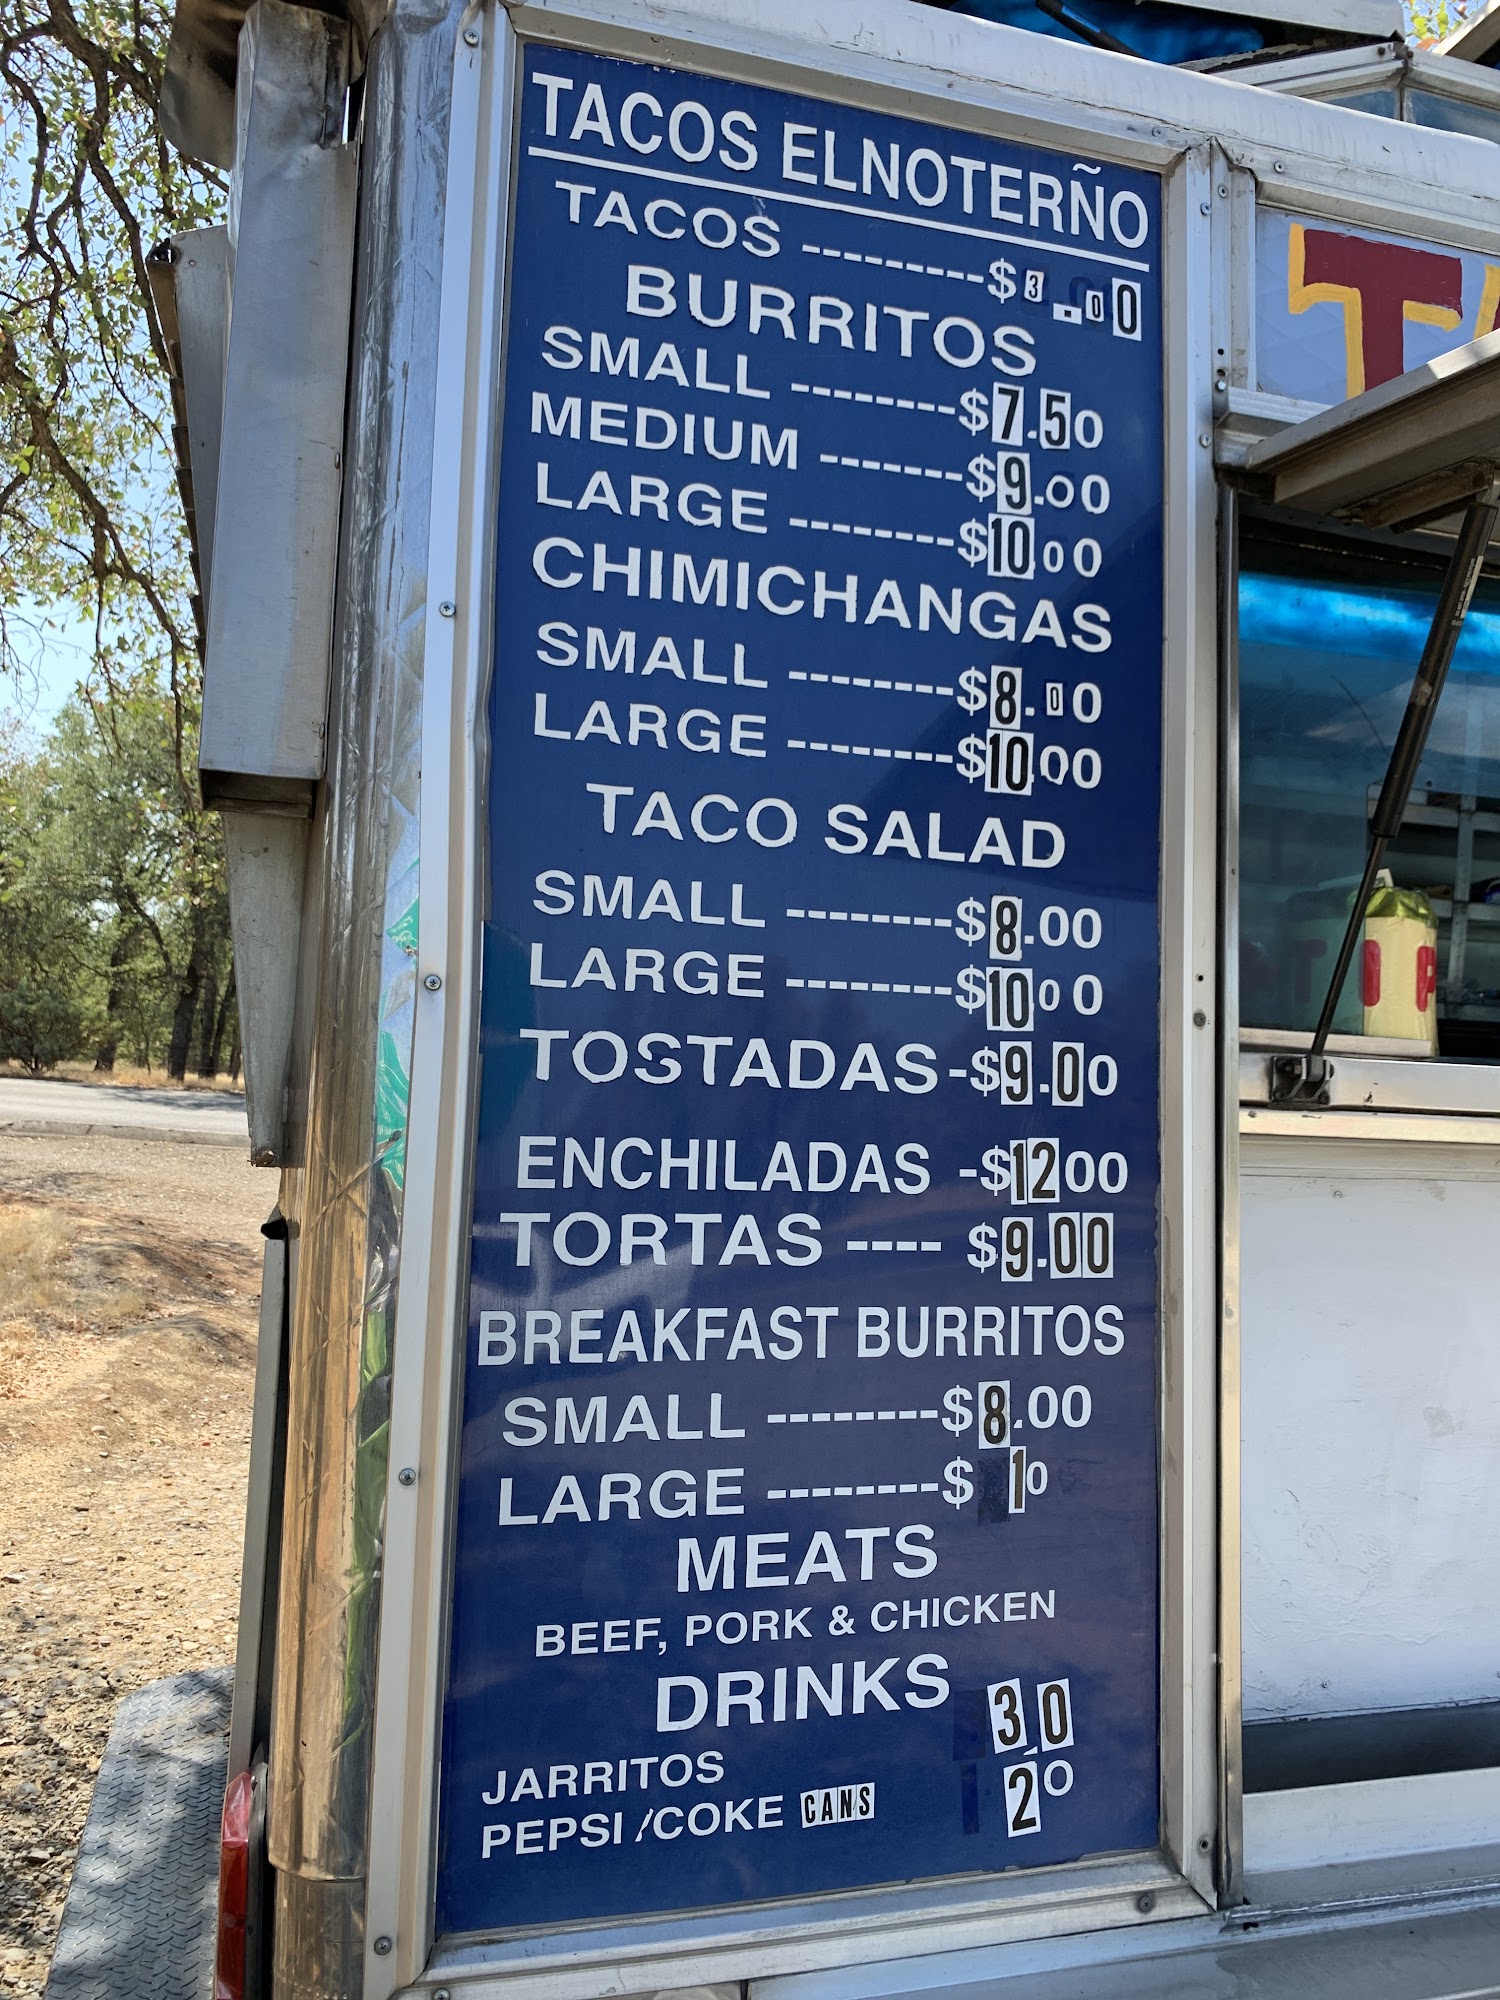 TACOS ELNOTERÑO
TACOS ---------$3.00
BURRITOS
SMALL --------$7.50
MEDIUM -------$9.00
LARGE --------$10.00
CHIMICHANGAS
SMALL --------$8.00
LARGE --------$10.00
TACO SALAD
SMALL --------$8.00
LARGE --------$1000
TOSTADAS -$9.00
ENCHILADAS -$1200
TORTAS ---- $9.00
BREAKFAST BURRITOS
SMALL --------$8.00
LARGE --------$ 10
MEATS
BEEF, PORK & CHICKEN
DRINKS
JARRITOS 30
PEPSI/COKE CANS 20